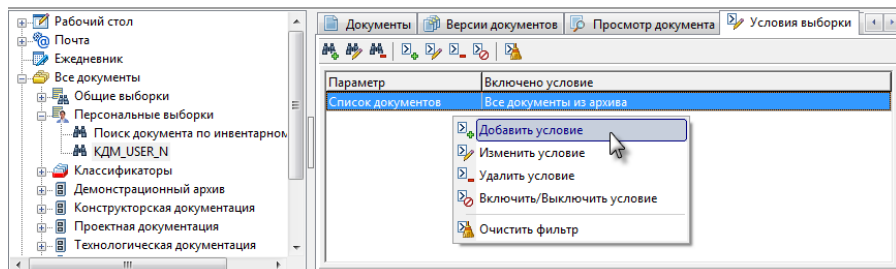 Рабочий стол
Почта
Ежедневник
Все документы
Общие выборки
Персональные выборки
Поиск документа по инвентарном
КДМ_USER_N
Классификаторы
Демонстрационный архив
Конструкторская документация
Проектная документация
Технологическая документация
Документы Версии документов Просмотр документа Условия выборки
Параметр Включено условие
Список документов Все документы из архива
Добавить условие
Изменить условие
Удалить условие
Включить/Выключить условие
Очистить фильтр